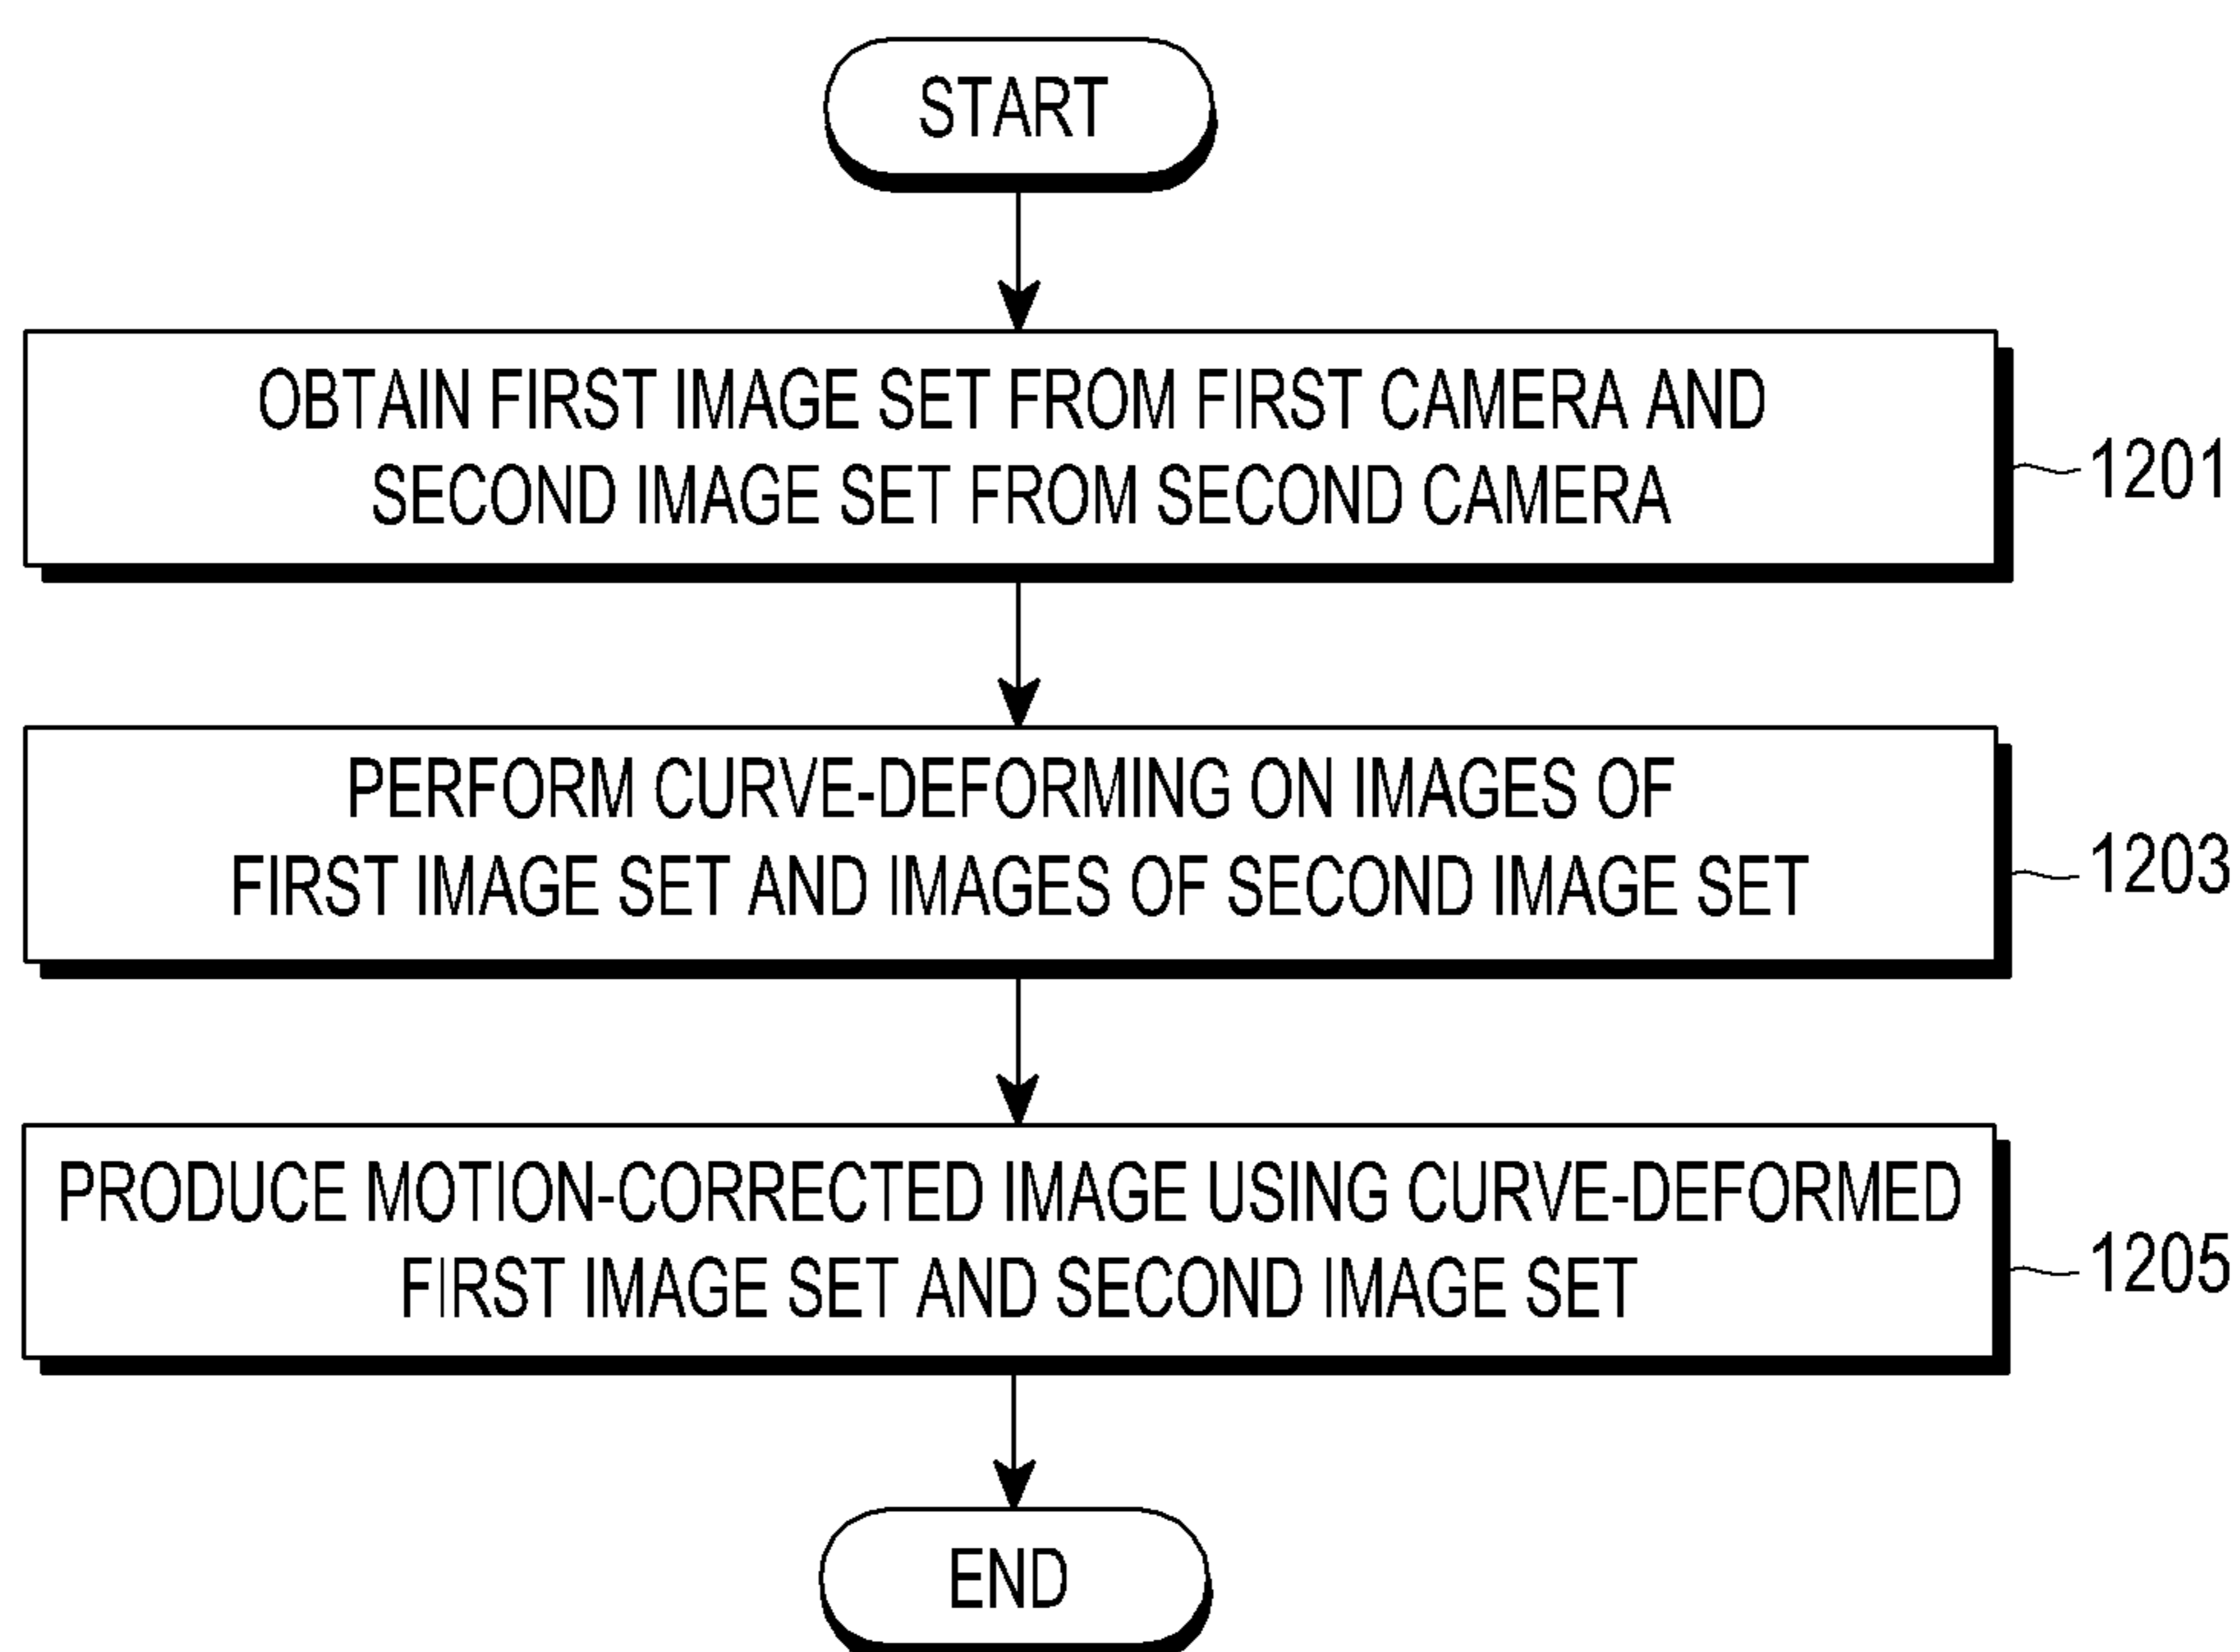 START
OBTAIN FIRST IMAGE SET FROM FIRST CAMERA AND
SECOND IMAGE SET FROM SECOND CAMERA
1201
PERFORM CURVE-DEFORMING ON IMAGES OF
FIRST IMAGE SET AND IMAGES OF SECOND IMAGE SET
1203
PRODUCE MOTION-CORRECTED IMAGE USING CURVE-DEFORMED
FIRST IMAGE SET AND SECOND IMAGE SET
1205
END